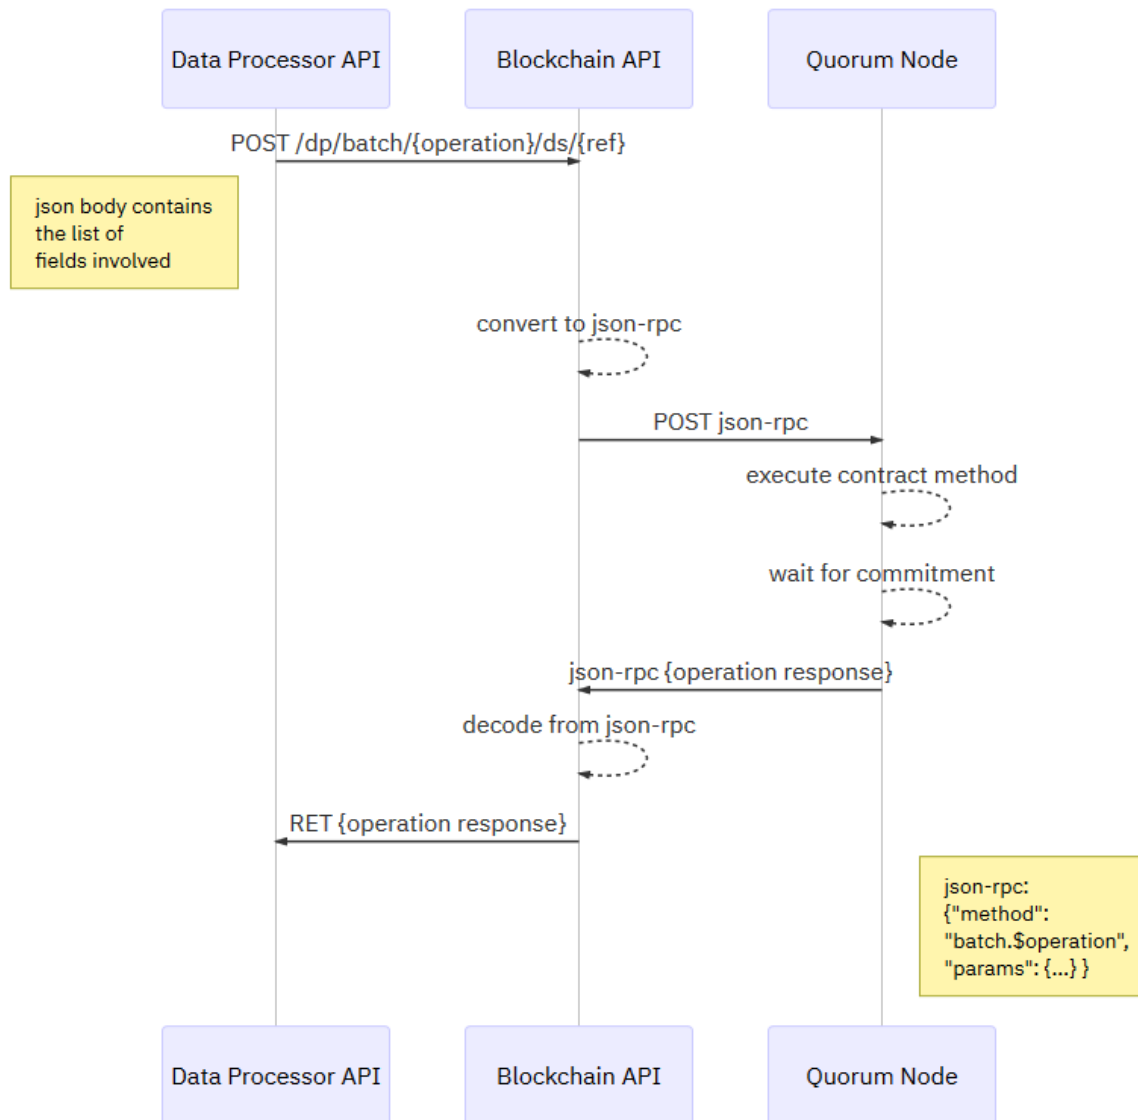 Data Processor API
Blockchain API
Quorum Node
POST /dp/batch/{operation}/ds/{ref}
json body contains
the list of
fields involved
convert to json-rpc
POST json-rpc
execute contract method
wait for commitment
json-rpc {operation response}
decode from json-rpc
RET {operation response}
json-rpc:
{"method":
"batch.$operation",
"params": {...} }
Data Processor API
Blockchain API
Quorum Node